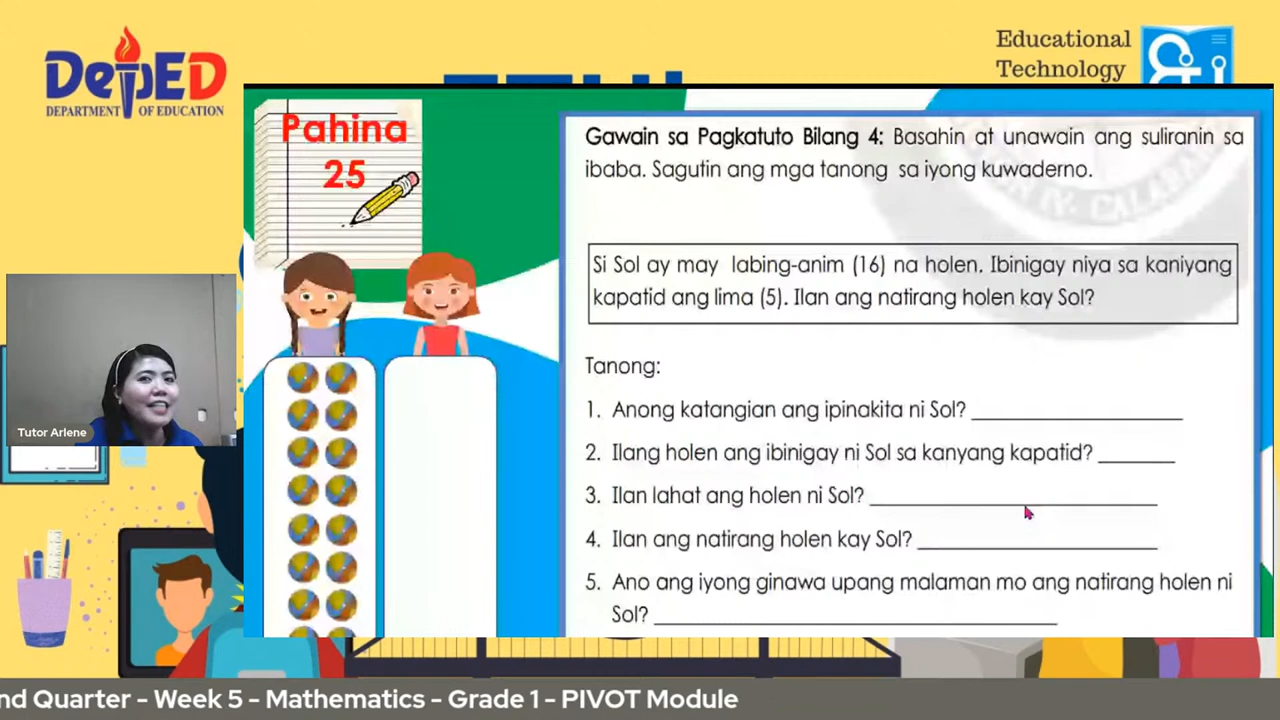 DepED
DEPARTMENT OF EDUCATION
Educational
Technology
Pahina
25
Gawain sa Pagkatuto Bilang 4: Basahin at unawain ang suliranin sa
ibaba. Sagutin ang mga tanong sa iyong kuwaderno.
Si Sol ay may labing-anim (16) na holen. Ibinigay niya sa kaniyang
kapatid ang lima (5). Ilan ang natirang holen kay Sol?
Tanong:
1. Anong katangian ang ipinakita ni Sol? ____________
2. Ilang holen ang ibinigay ni Sol sa kanyang kapatid? ______
3. Ilan lahat ang holen ni Sol? ____________
4. Ilan ang natirang holen kay Sol? ____________
5. Ano ang iyong ginawa upang malaman mo ang natirang holen ni
Sol? ____________
Tutor Arlene
nd Quarter - Week 5 - Mathematics - Grade 1 - PIVOT Module